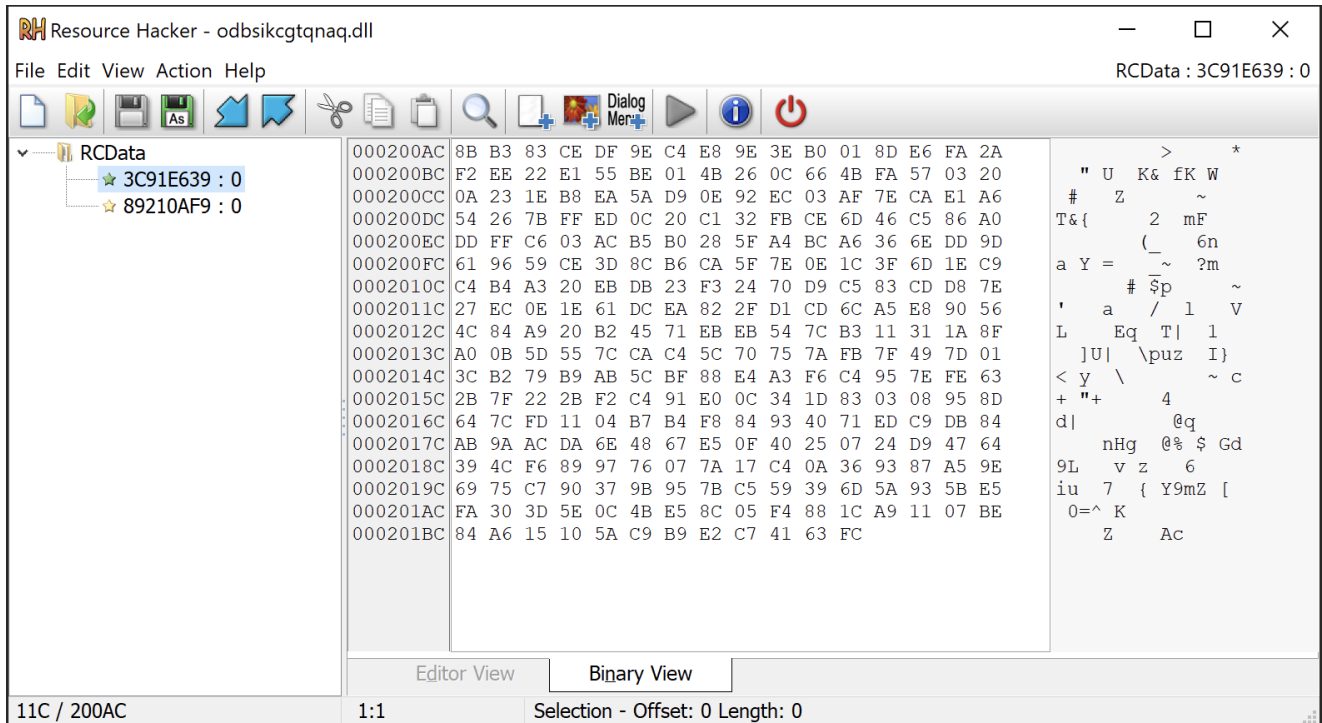 RH Resource Hacker - odbsikcgtqnaq.dll
File Edit View Action Help
RCData : 3C91E639 : 0
As
Dialog
Menu
RCData
3C91E639 : 0
89210AF9 : 0
000200AC 8B B3 83 CE DF 9E C4 E8 9E 3E B0 01 8D E6 FA 2A > *
000200BC F2 EE 22 E1 55 BE 01 4B 26 0C 66 4B FA 57 03 20 " U K& fK W
000200CC 0A 23 1E B8 EA 5A D9 0E 92 EC 03 AF 7E CA E1 A6 # Z ~
000200DC 54 26 7B FF ED 0C 20 C1 32 FB CE 6D 46 C5 86 A0 T&{ 2 mF
000200EC DD FF C6 03 AC B5 B0 28 5F A4 BC A6 36 6E DD 9D (_ 6n
000200FC 61 96 59 CE 3D 8C B6 CA 5F 7E 0E 1C 3F 6D 1E C9 a Y = _~ ?m
0002010C C4 B4 A3 20 EB DB 23 F3 24 70 D9 C5 83 CD D8 7E # $p ~
0002011C 27 EC 0E 1E 61 DC EA 82 2F D1 CD 6C A5 E8 90 56 ' a / l V
0002012C 4C 84 A9 20 B2 45 71 EB EB 54 7C B3 11 31 1A 8F L Eq T| 1
0002013C A0 0B 5D 55 7C CA C4 5C 70 75 7A FB 7F 49 7D 01 ]U| \puz I}
0002014C 3C B2 79 B9 AB 5C BF 88 E4 A3 F6 C4 95 7E FE 63 < y \ ~ c
0002015C 2B 7F 22 2B F2 C4 91 E0 0C 34 1D 83 03 08 95 8D + "+ 4
0002016C 64 7C FD 11 04 B7 B4 F8 84 93 40 71 ED C9 DB 84 d| @q
0002017C AB 9A AC DA 6E 48 67 E5 0F 40 25 07 24 D9 47 64 nHg @% $ Gd
0002018C 39 4C F6 89 97 76 07 7A 17 C4 0A 36 93 87 A5 9E 9L v z 6
0002019C 69 75 C7 90 37 9B 95 7B C5 59 39 6D 5A 93 5B E5 iu 7 { Y9mZ [
000201AC FA 30 3D 5E 0C 4B E5 8C 05 F4 88 1C A9 11 07 BE 0=^ K
000201BC 84 A6 15 10 5A C9 B9 E2 C7 41 63 FC Z Ac
Editor View Binary View
11C / 200AC 1:1 Selection - Offset: 0 Length: 0